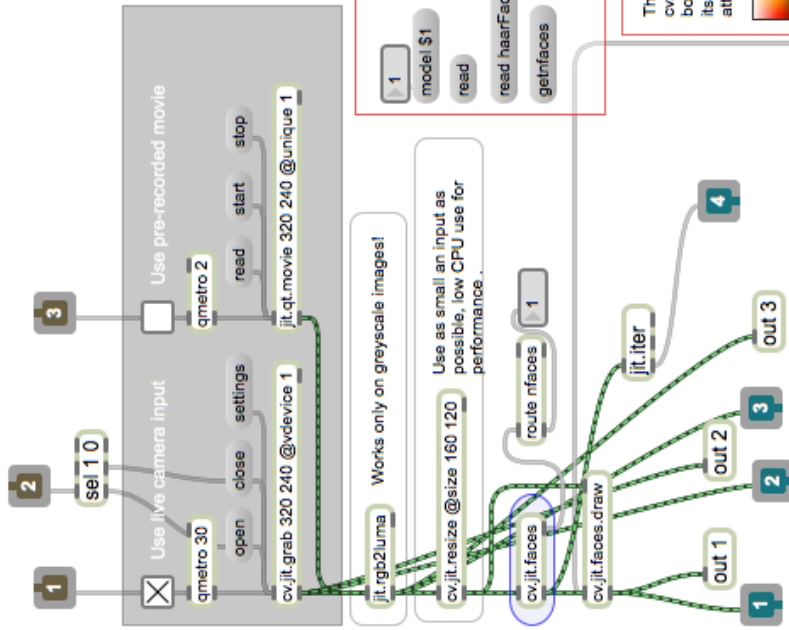 1
2
3
sel 1 0
Use live camera input
Use pre-recorded movie
qmetro 30
qmetro 2
open
close
settings
read
start
stop
cv.jit.grab 320 240 @vdevice 1
jit.qt.movie 320 240 @unique 1
jit.rgb2luma
Works only on greyscale images!
1
model $1
read
read haarFac
getnfaces
cv.jit.resize @size 160 120
Use as small an input as
possible, low CPU use for
performance .
cv.jit.faces
route nfaces
1
cv.jit.faces.draw
jit.iter
out 1
out 2
out 3
1
2
3
4